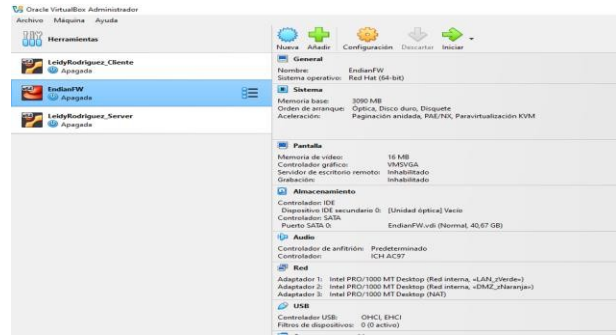 Oracle VirtualBox Administrador
Archivo Máquina Ayuda
Herramientas
LeidyRodriguez_Cliente
Apagada
EndianFW
Apagada
LeidyRodriguez_Server
Apagada
Nueva Añadir Configuración Descartar Iniciar
General
Nombre: EndianFW
Sistema operativo: Red Hat (64-bit)
Sistema
Memoria base: 3090 MB
Orden de arranque: Óptica, Disco duro, Disquete
Aceleración: Paginación anidada, PAE/NX, Paravirtualización KVM
Pantalla
Memoria de vídeo: 16 MB
Controlador gráfico: VMSVGA
Servidor de escritorio remoto: Inhabilitado
Grabación: Inhabilitado
Almacenamiento
Controlador: IDE
Dispositivo IDE secundario 0: [Unidad óptica] Vacío
Controlador: SATA
Puerto SATA 0: EndianFW.vdi (Normal, 40,67 GB)
Audio
Controlador de anfitrión: Predeterminado
Controlador: ICH AC97
Red
Adaptador 1: Intel PRO/1000 MT Desktop (Red interna, «LAN_zVerde»)
Adaptador 2: Intel PRO/1000 MT Desktop (Red interna, «DMZ_zNaranja»)
Adaptador 3: Intel PRO/1000 MT Desktop (NAT)
USB
Controlador USB: OHCI, EHCI
Filtros de dispositivos: 0 (0 activo)